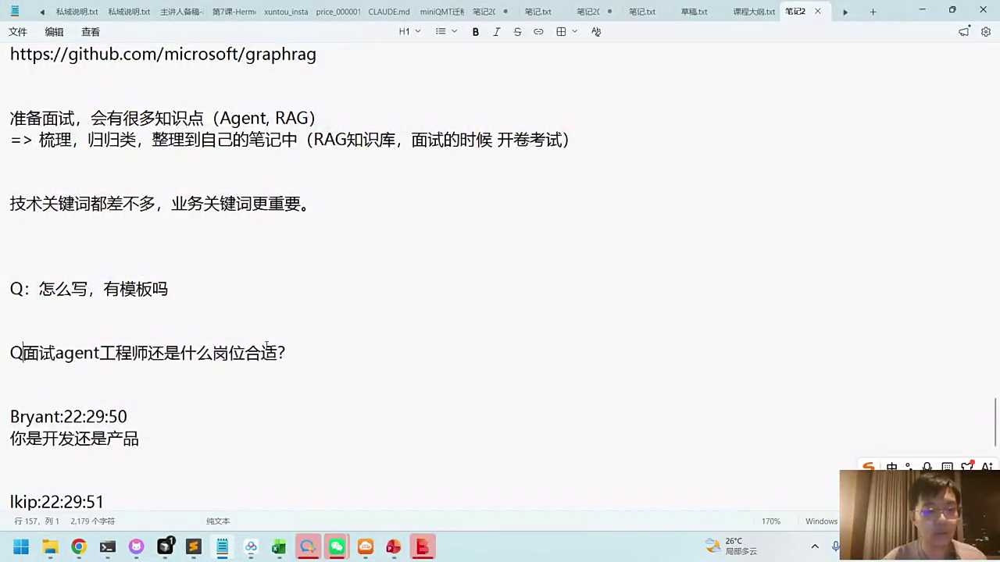 私域说明.txt
私域说明.txt
主讲人备稿-
第7课-Herm
xuntou_insta
price_000001
CLAUDE.md
miniQMT迁移
笔记20
笔记.txt
笔记20
笔记.txt
草稿.txt
课程大纲.txt
笔记2
文件
编辑
查看
H1
B
I
https://github.com/microsoft/graphrag
准备面试，会有很多知识点（Agent, RAG）
=> 梳理，归归类，整理到自己的笔记中（RAG知识库，面试的时候 开卷考试）
技术关键词都差不多，业务关键词更重要。
Q：怎么写，有模板吗
Q面试agent工程师还是什么岗位合适?
Bryant:22:29:50
你是开发还是产品
lkip:22:29:51
中
行 157，列 1
2,179 个字符
纯文本
170%
Windows
26°C
局部多云